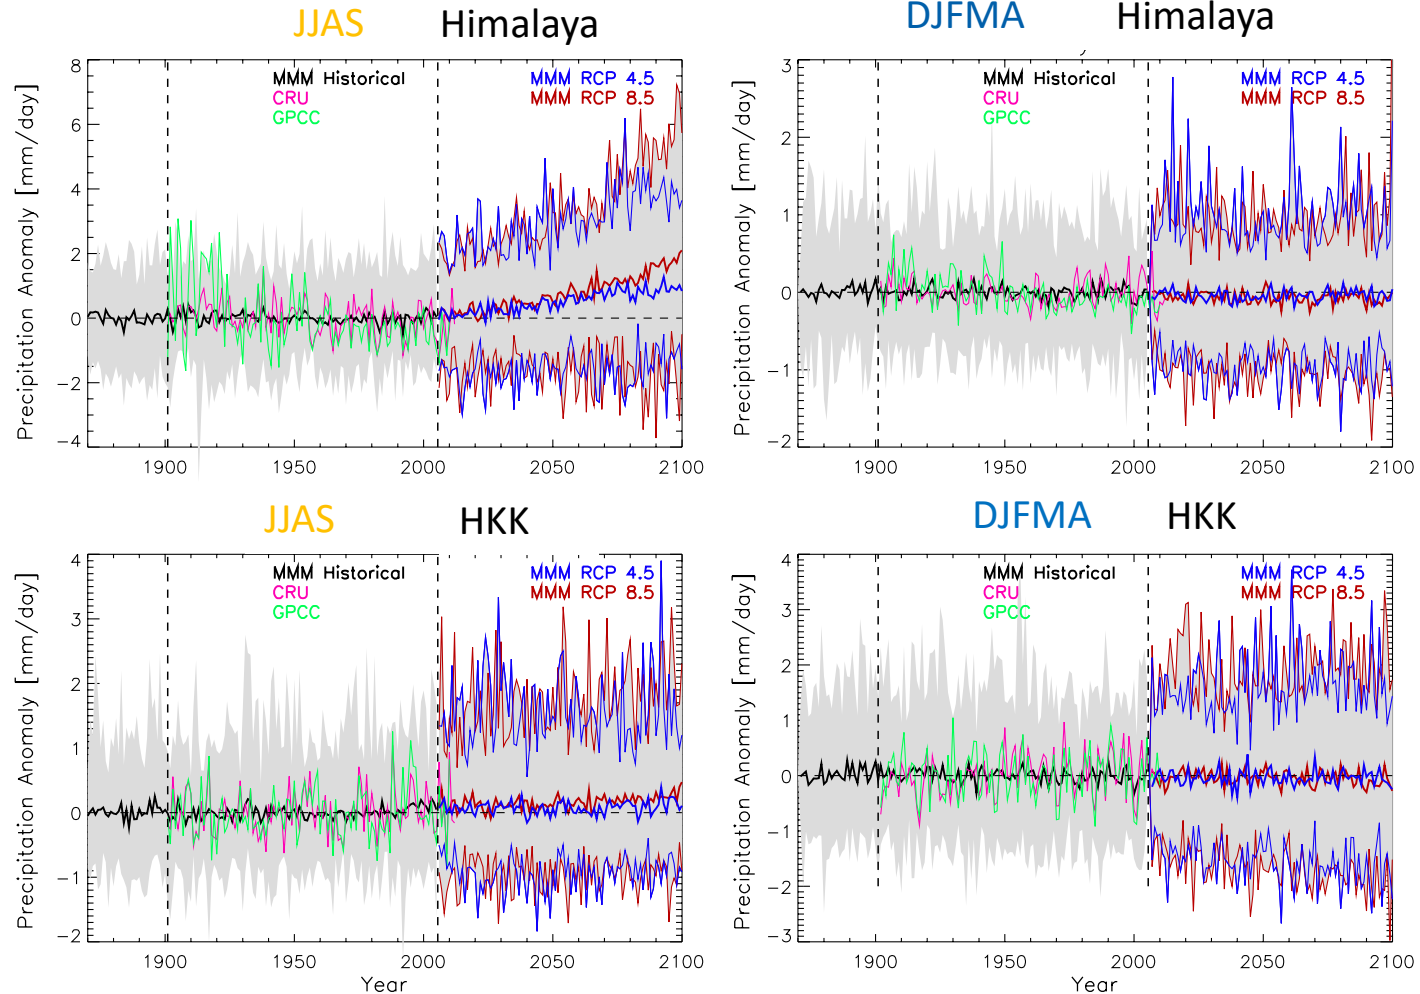 JJAS Himalaya
DJFMA Himalaya
Precipitation Anomaly [mm/day]
8
6
4
2
0
−2
−4
MMM Historical
CRU
GPCC
MMM RCP 4.5
MMM RCP 8.5
1900 1950 2000 2050 2100
Year
Precipitation Anomaly [mm/day]
3
2
1
0
−1
−2
MMM Historical
CRU
GPCC
MMM RCP 4.5
MMM RCP 8.5
1900 1950 2000 2050 2100
Year
JJAS HKK
DJFMA HKK
Precipitation Anomaly [mm/day]
4
3
2
1
0
−1
−2
MMM Historical
CRU
GPCC
MMM RCP 4.5
MMM RCP 8.5
1900 1950 2000 2050 2100
Year
Precipitation Anomaly [mm/day]
4
3
2
1
0
−1
−2
−3
MMM Historical
CRU
GPCC
MMM RCP 4.5
MMM RCP 8.5
1900 1950 2000 2050 2100
Year